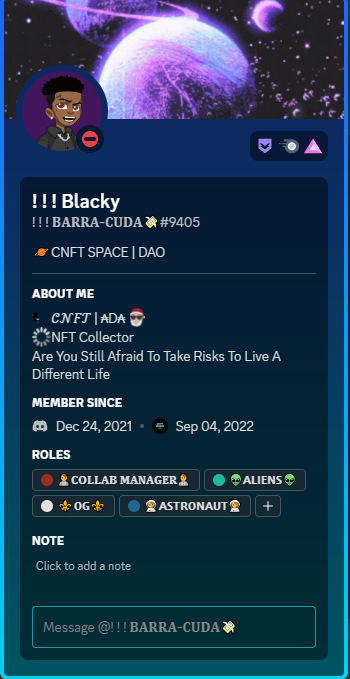 ! ! ! Blacky
! ! ! BARRA-CUDA💸#9405
🪐 CNFT SPACE | DAO
ABOUT ME
𝓒𝓝𝓕𝓣 | ₳D₳ 🎅
NFT Collector
Are You Still Afraid To Take Risks To Live A
Different Life
MEMBER SINCE
Dec 24, 2021 • Sep 04, 2022
ROLES
👨‍🚀COLLAB MANAGER👨‍🚀 👽ALIENS👽
⚜️OG⚜️ 👨‍🚀ASTRONAUT👨‍🚀 +
NOTE
Click to add a note
Message @! ! ! BARRA-CUDA💸